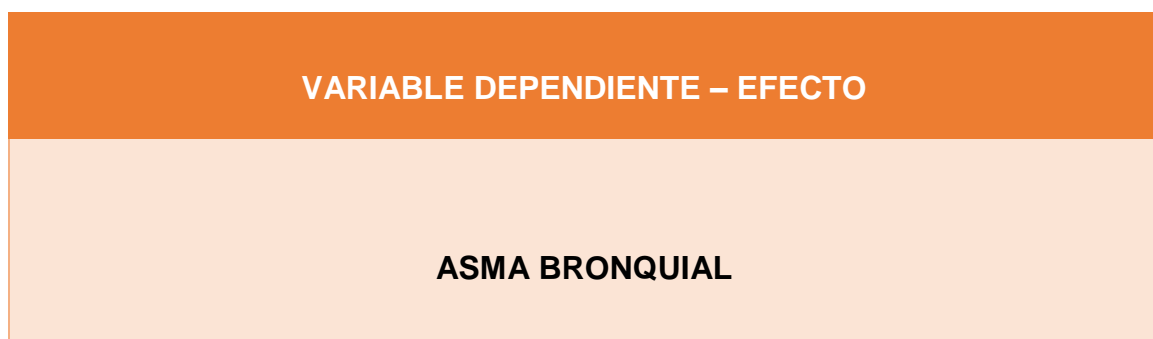 VARIABLE DEPENDIENTE – EFECTO
ASMA BRONQUIAL